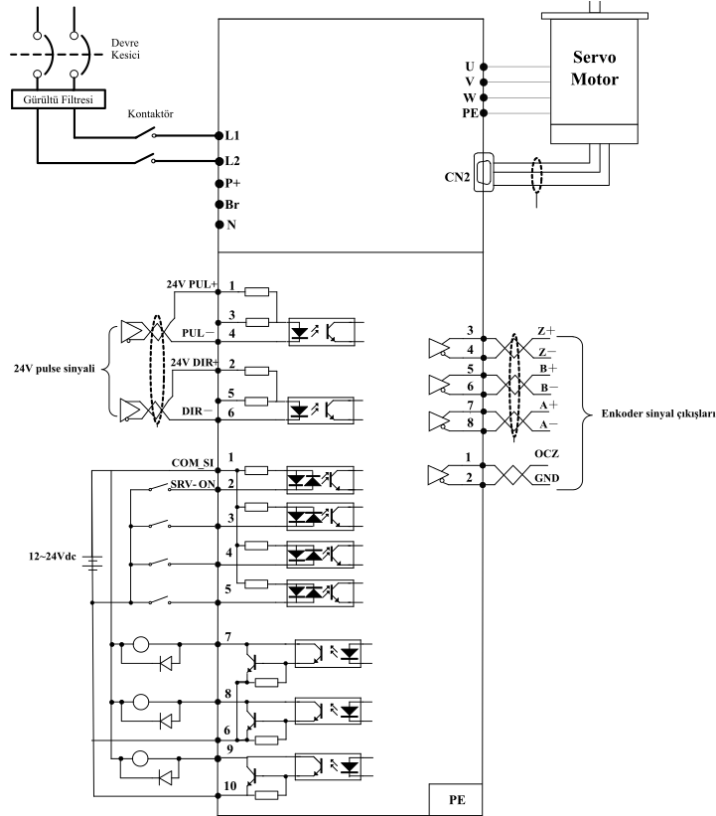 Devre
Kesici
Gürültü Filtresi
Kontaktör
L1
L2
P+
Br
N
U
V
W
PE
CN2
Servo
Motor
24V PUL+ 1
3
PUL− 4
24V DIR+ 2
5
DIR− 6
24V pulse sinyali
3 Z+
4 Z−
5 B+
6 B−
7 A+
8 A−
1 OCZ
2 GND
Enkoder sinyal çıkışları
COM_SI 1
SRV-ON 2
3
4
5
12~24Vdc
7
8
6
9
10
PE